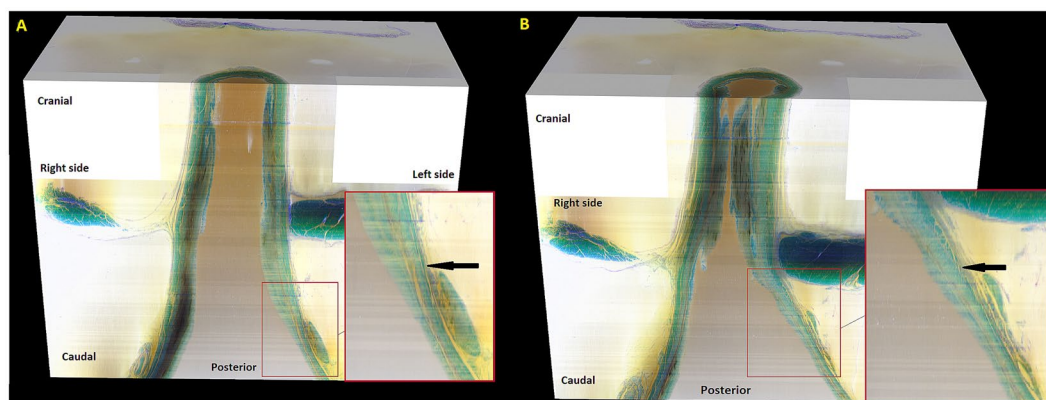 A
Cranial
Right side
Left side
Caudal
Posterior
B
Cranial
Right side
Caudal
Posterior